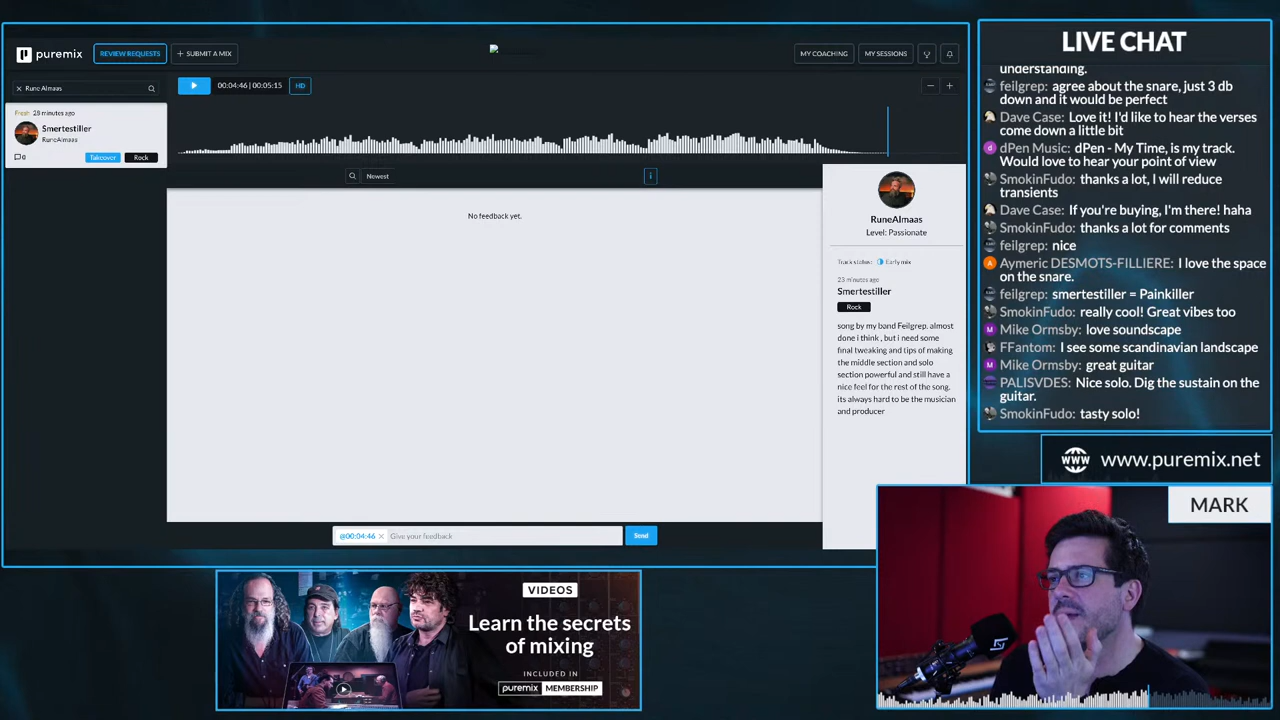 puremix
REVIEW REQUESTS
+ SUBMIT A MIX
MY COACHING
MY SESSIONS
Rune Almaas
00:04:46 | 00:05:15
HD
Smertestiller
RuneAlmaas
0
Takeover
Rock
Newest
No feedback yet.
RuneAlmaas
Level: Passionate
Track status:
Early mix
23 minutes ago
Smertestiller
Rock
song by my band Feilgrep. almost
done i think , but i need some
final tweaking and tips of making
the middle section and solo
section powerful and still have a
nice feel for the rest of the song.
its always hard to be the musician
and producer
@00:04:46
Give your feedback
Send
LIVE CHAT
understanding.
feilgrep: agree about the snare, just 3 db
down and it would be perfect
Dave Case: Love it! I'd like to hear the verses
come down a little bit
dPen Music: dPen - My Time, is my track.
Would love to hear your point of view
SmokinFudo: thanks a lot, I will reduce
transients
Dave Case: If you're buying, I'm there! haha
SmokinFudo: thanks a lot for comments
feilgrep: nice
Aymeric DESMOTS-FILLIERE: I love the space
on the snare.
feilgrep: smertestiller = Painkiller
SmokinFudo: really cool! Great vibes too
Mike Ormsby: love soundscape
FFantom: I see some scandinavian landscape
Mike Ormsby: great guitar
PALISVDES: Nice solo. Dig the sustain on the
guitar.
SmokinFudo: tasty solo!
WWW
www.puremix.net
MARK
VIDEOS
Learn the secrets
of mixing
INCLUDED IN
puremix MEMBERSHIP